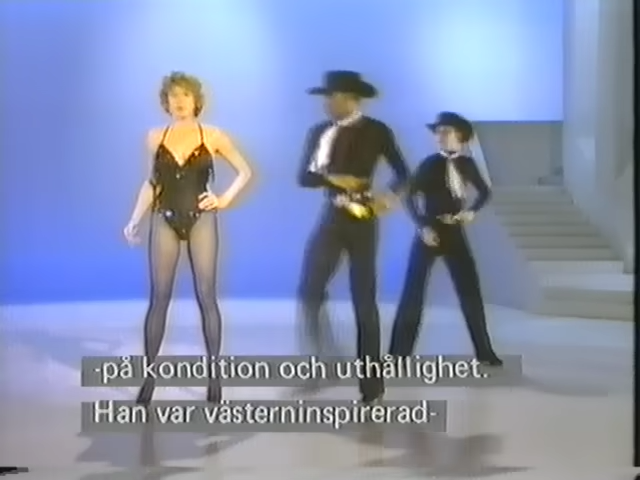 -på kondition och uthållighet.
Han var västerninspirerad-